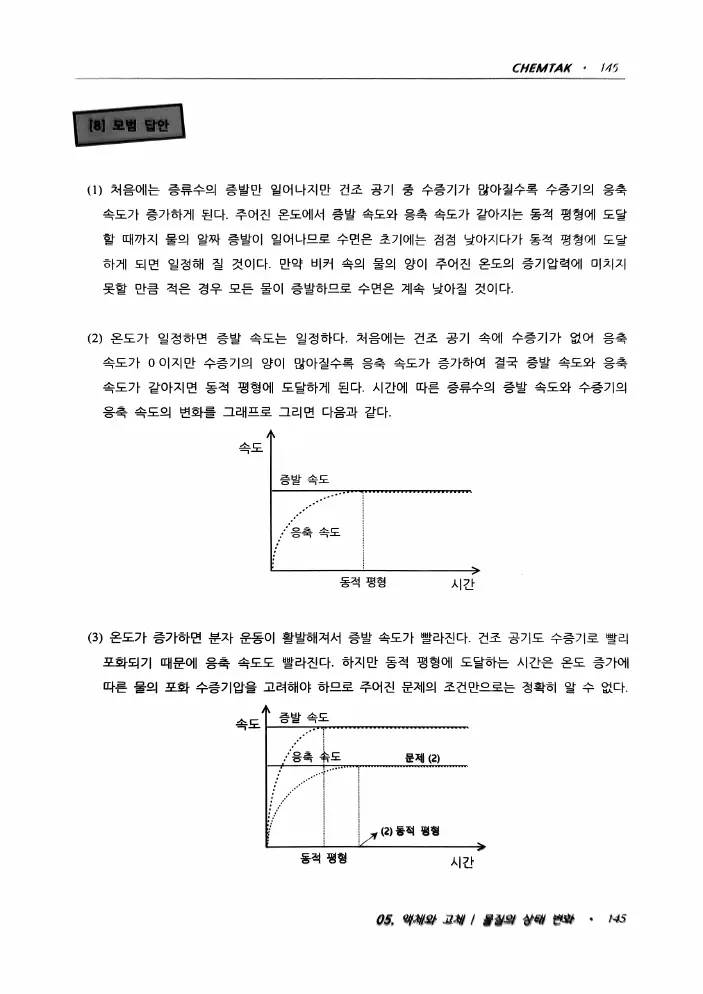 CHEMTAK • 145
[8] 모범 답안
(1) 처음에는 증류수의 증발만 일어나지만 건조 공기 중 수증기가 많아질수록 수증기의 응축
속도가 증가하게 된다. 주어진 온도에서 증발 속도와 응축 속도가 같아지는 동적 평형에 도달
할 때까지 물의 알짜 증발이 일어나므로 수면은 초기에는 점점 낮아지다가 동적 평형에 도달
하게 되면 일정해 질 것이다. 만약 비커 속의 물의 양이 주어진 온도의 증기압력에 미치지
못할 만큼 적은 경우 모든 물이 증발하므로 수면은 계속 낮아질 것이다.
(2) 온도가 일정하면 증발 속도는 일정하다. 처음에는 건조 공기 속에 수증기가 없어 응축
속도가 0이지만 수증기의 양이 많아질수록 응축 속도가 증가하여 결국 증발 속도와 응축
속도가 같아지면 동적 평형에 도달하게 된다. 시간에 따른 증류수의 증발 속도와 수증기의
응축 속도의 변화를 그래프로 그리면 다음과 같다.
속도
증발 속도
응축 속도
동적 평형
시간
(3) 온도가 증가하면 분자 운동이 활발해져서 증발 속도가 빨라진다. 건조 공기도 수증기로 빨리
포화되기 때문에 응축 속도도 빨라진다. 하지만 동적 평형에 도달하는 시간은 온도 증가에
따른 물의 포화 수증기압을 고려해야 하므로 주어진 문제의 조건만으로는 정확히 알 수 없다.
속도
증발 속도
응축 속도
문제 (2)
(2) 동적 평형
동적 평형
시간
05. 액체와 고체 / 물질의 상태 변화 • 145